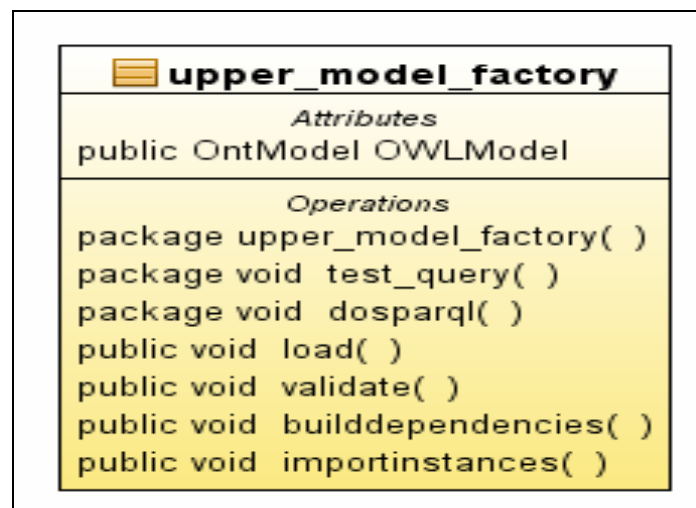 upper_model_factory
Attributes
public OntModel OWLModel
Operations
package upper_model_factory( )
package void test_query( )
package void dosparql( )
public void load( )
public void validate( )
public void builddependencies( )
public void importinstances( )